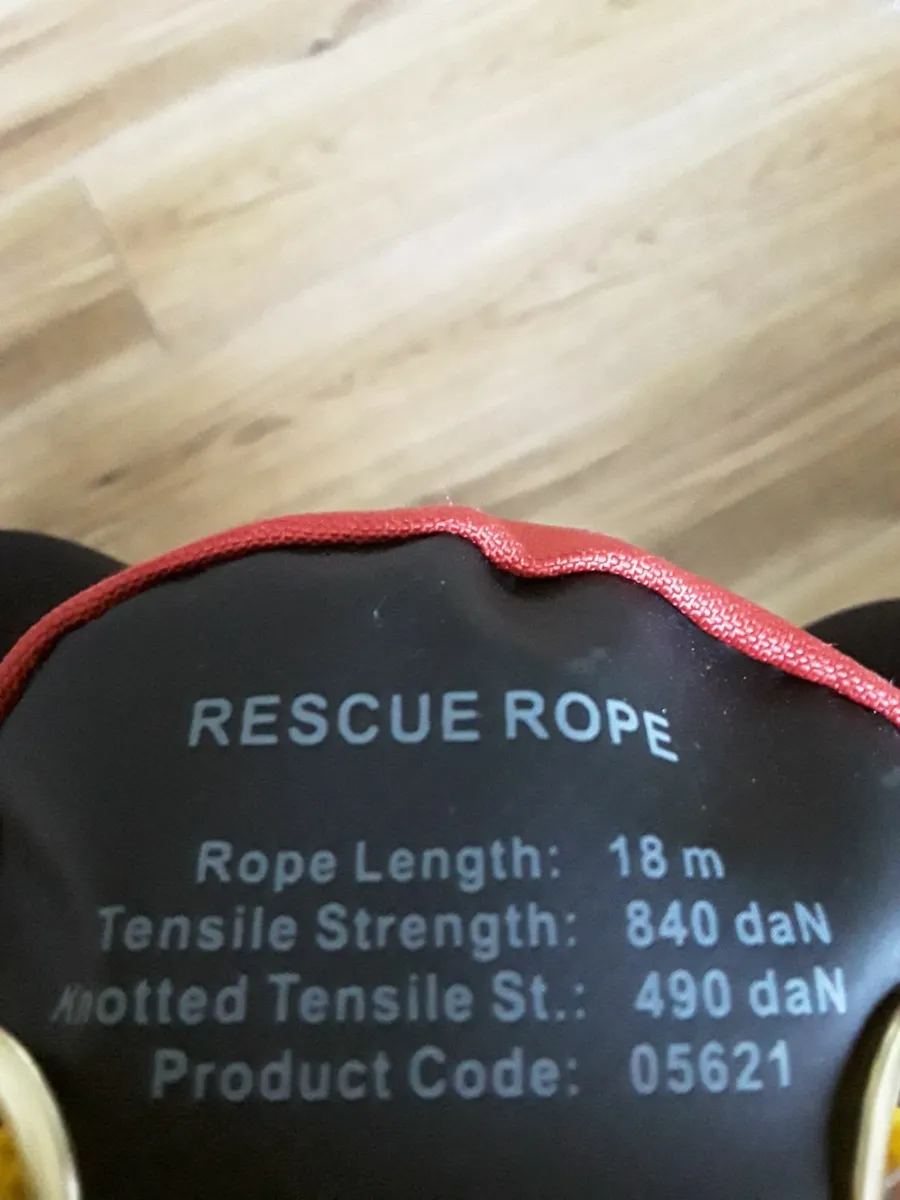 RESCUE ROPE
Rope Length: 18 m
Tensile Strength: 840 daN
Knotted Tensile St.: 490 daN
Product Code: 05621